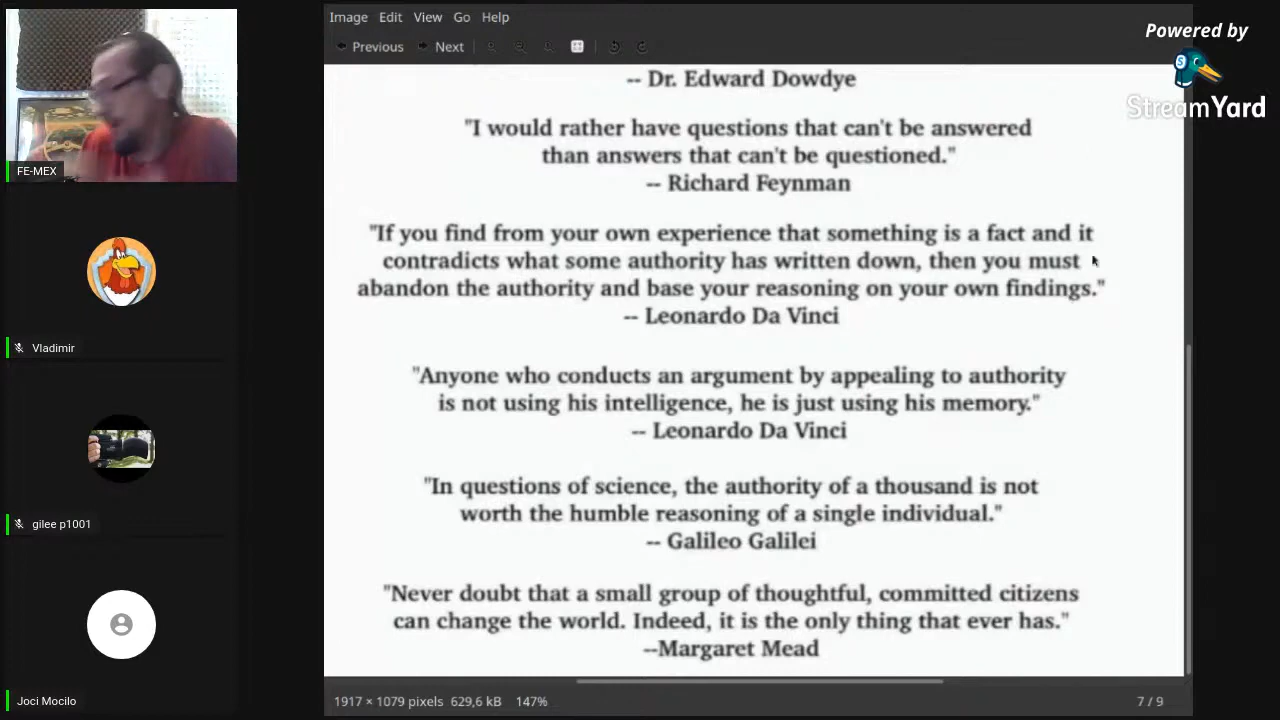 Image Edit View Go Help
Previous Next
Powered by
StreamYard
-- Dr. Edward Dowdye
"I would rather have questions that can't be answered
than answers that can't be questioned."
-- Richard Feynman
"If you find from your own experience that something is a fact and it
contradicts what some authority has written down, then you must
abandon the authority and base your reasoning on your own findings."
-- Leonardo Da Vinci
"Anyone who conducts an argument by appealing to authority
is not using his intelligence, he is just using his memory."
-- Leonardo Da Vinci
"In questions of science, the authority of a thousand is not
worth the humble reasoning of a single individual."
-- Galileo Galilei
"Never doubt that a small group of thoughtful, committed citizens
can change the world. Indeed, it is the only thing that ever has."
--Margaret Mead
1917 × 1079 pixels 629,6 kB 147% 7 / 9
FE-MEX
Vladimir
gilee p1001
Joci Mocilo